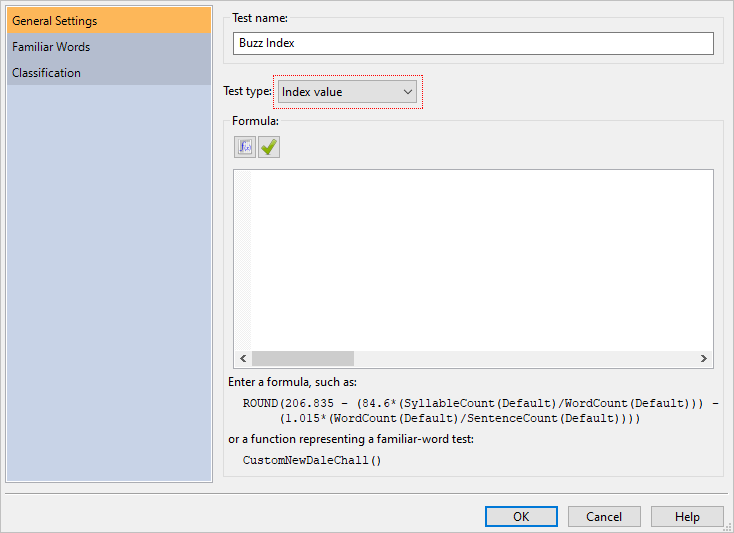 General Settings
Familiar Words
Classification
Test name:
Buzz Index
Test type:
Index value
Formula:
f(x)
Enter a formula, such as:
ROUND(206.835 - (84.6*(SyllableCount(Default)/WordCount(Default))) -
(1.015*(WordCount(Default)/SentenceCount(Default))))
or a function representing a familiar-word test:
CustomNewDaleChall()
OK
Cancel
Help